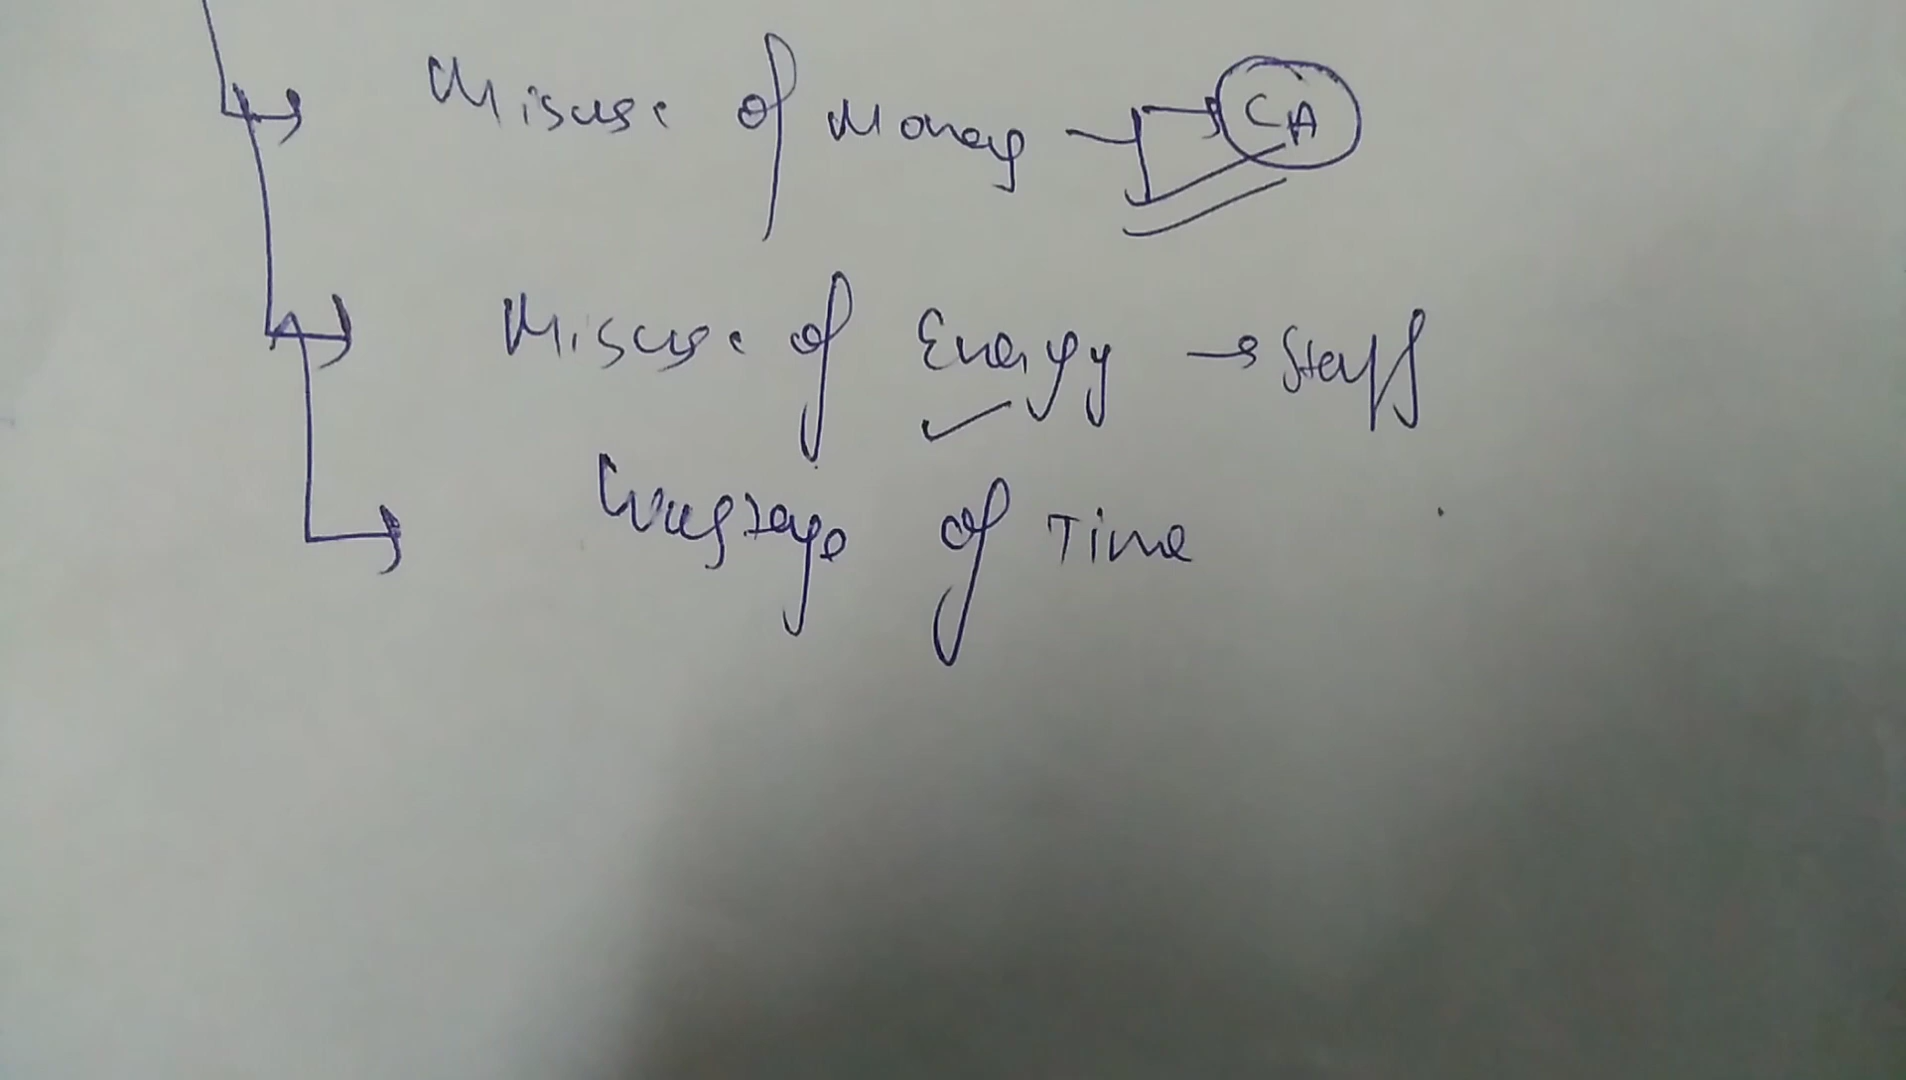 Misuse of Money → CA
Misuse of Energy → Staff
Wastage of Time